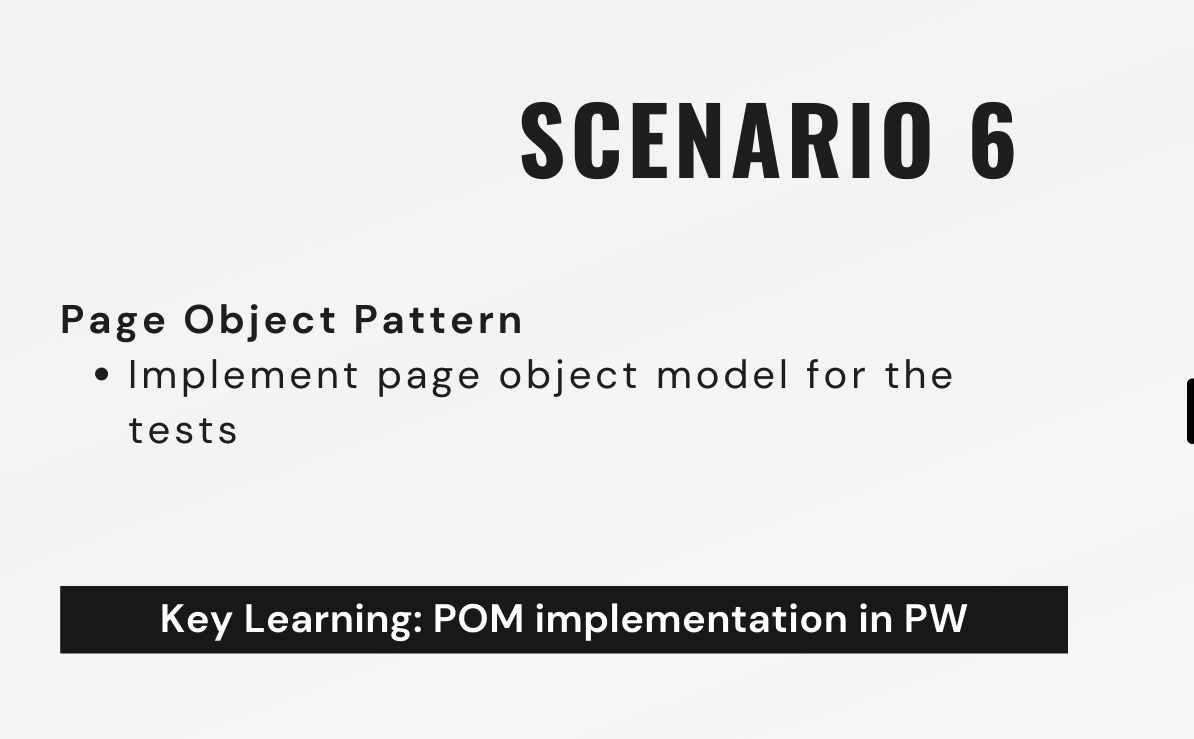 SCENARIO 6
Page Object Pattern
• Implement page object model for the
tests
Key Learning: POM implementation in PW